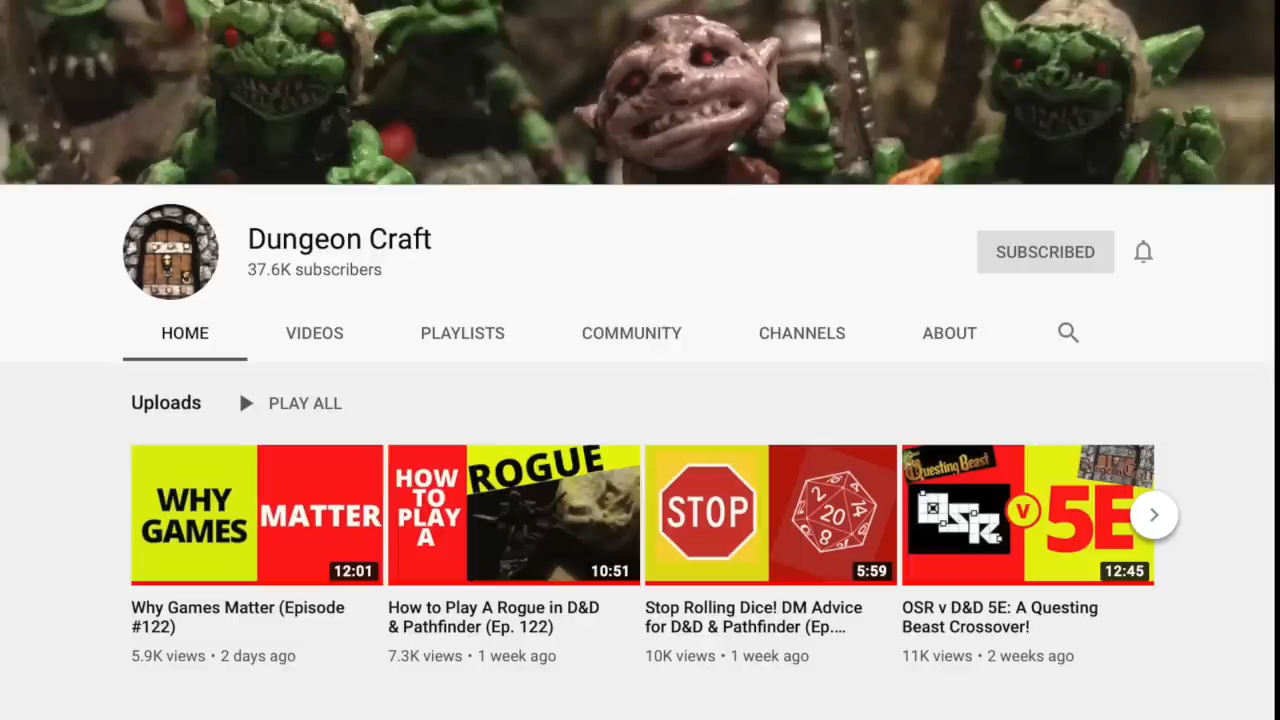 Dungeon Craft
37.6K subscribers
SUBSCRIBED
HOME
VIDEOS
PLAYLISTS
COMMUNITY
CHANNELS
ABOUT
Uploads
PLAY ALL
WHY
GAMES
MATTER
12:01
HOW
TO
PLAY
A
ROGUE
10:51
STOP
2
4
20
8
5:59
Questing Beast
OSR
V
5E
12:45
Why Games Matter (Episode
#122)
5.9K views • 2 days ago
How to Play A Rogue in D&D
& Pathfinder (Ep. 122)
7.3K views • 1 week ago
Stop Rolling Dice! DM Advice
for D&D & Pathfinder (Ep....
10K views • 1 week ago
OSR v D&D 5E: A Questing
Beast Crossover!
11K views • 2 weeks ago